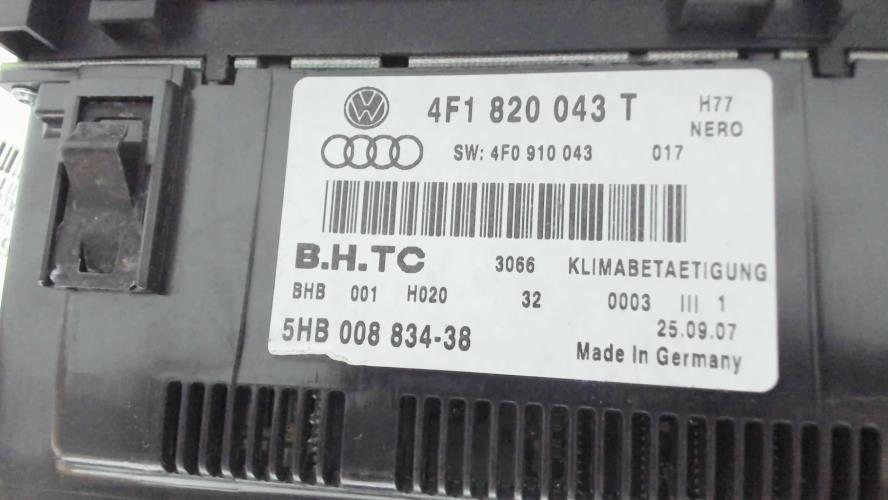 4F1 820 043 T H77
NERO
SW: 4F0 910 043 017
B.H.TC 3066 KLIMABETAETIGUNG
BHB 001 H020 32 0003 III 1
25.09.07
5HB 008 834-38 Made In Germany